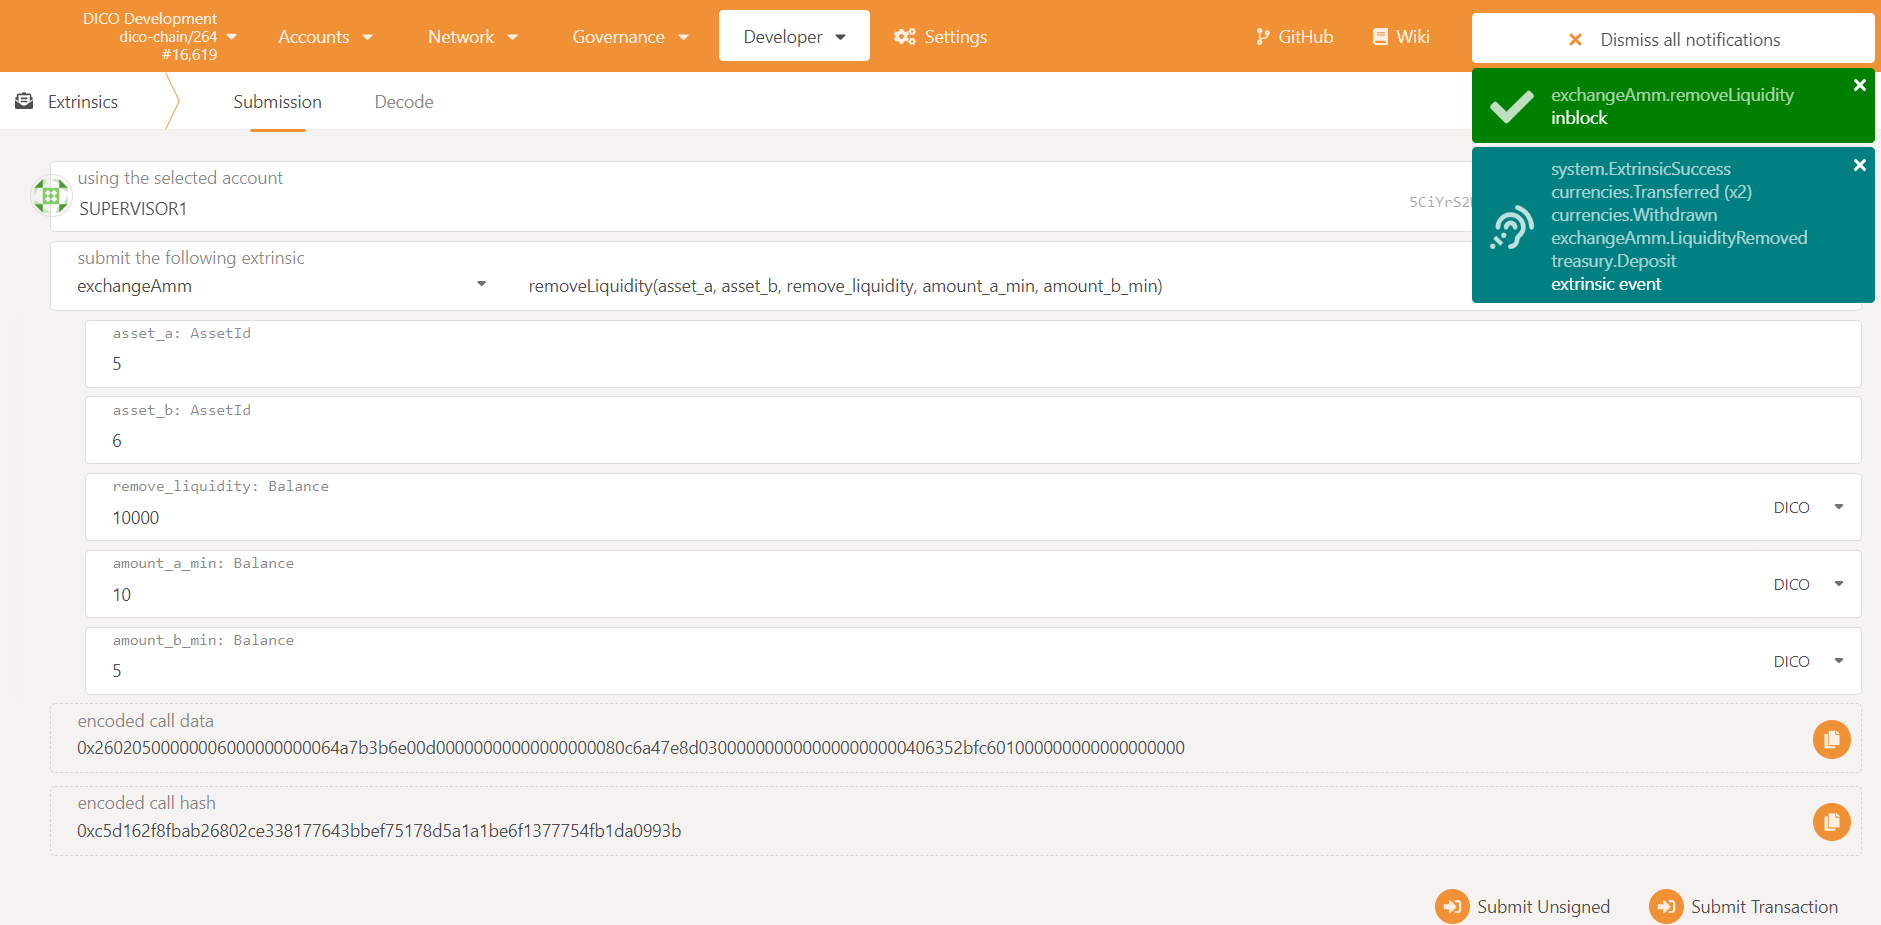 DICO Development
dico-chain/264
#16,619
Accounts
Network
Governance
Developer
Settings
GitHub
Wiki
Dismiss all notifications
Extrinsics
Submission
Decode
exchangeAmm.removeLiquidity
inblock
system.ExtrinsicSuccess
currencies.Transferred (x2)
currencies.Withdrawn
exchangeAmm.LiquidityRemoved
treasury.Deposit
extrinsic event
using the selected account
SUPERVISOR1
5CiYrS2
submit the following extrinsic
exchangeAmm
removeLiquidity(asset_a, asset_b, remove_liquidity, amount_a_min, amount_b_min)
asset_a: AssetId
5
asset_b: AssetId
6
remove_liquidity: Balance
10000
DICO
amount_a_min: Balance
10
DICO
amount_b_min: Balance
5
DICO
encoded call data
encoded call hash
0xc5d162f8fbab26802ce338177643bbef75178d5a1a1be6f1377754fb1da0993b
Submit Unsigned
Submit Transaction